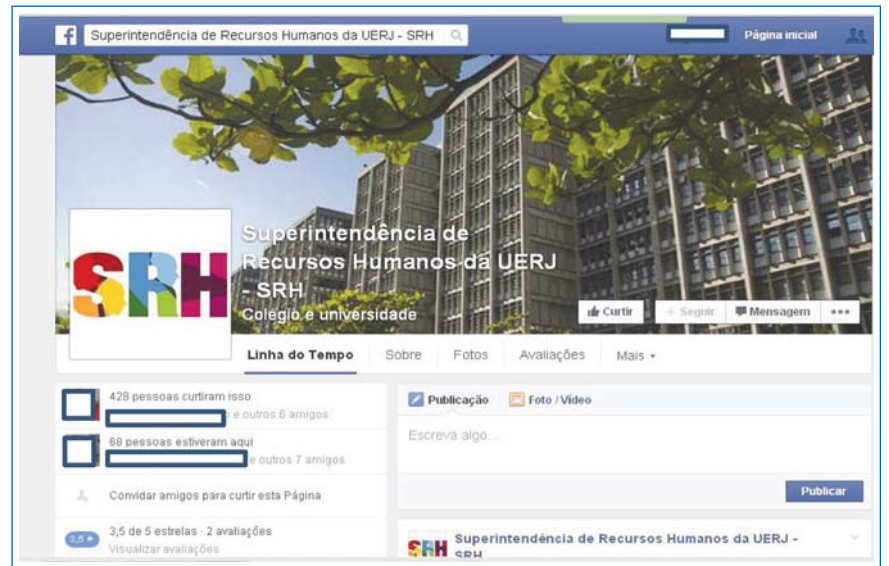 Superintendência de Recursos Humanos da UERJ - SRH
Página inicial
SRH
Superintendência de
Recursos Humanos da UERJ
- SRH
Colégio e universidade
Curtir
+ Seguir
Mensagem
Linha do Tempo
Sobre
Fotos
Avaliações
Mais
428 pessoas curtiram isso
e outros 6 amigos
68 pessoas estiveram aqui
e outros 7 amigos
Convidar amigos para curtir esta Página
3,5 ★
3,5 de 5 estrelas · 2 avaliações
Visualizar avaliações
Publicação
Foto / Vídeo
Escreva algo...
Publicar
SRH
Superintendência de Recursos Humanos da UERJ -
SRH